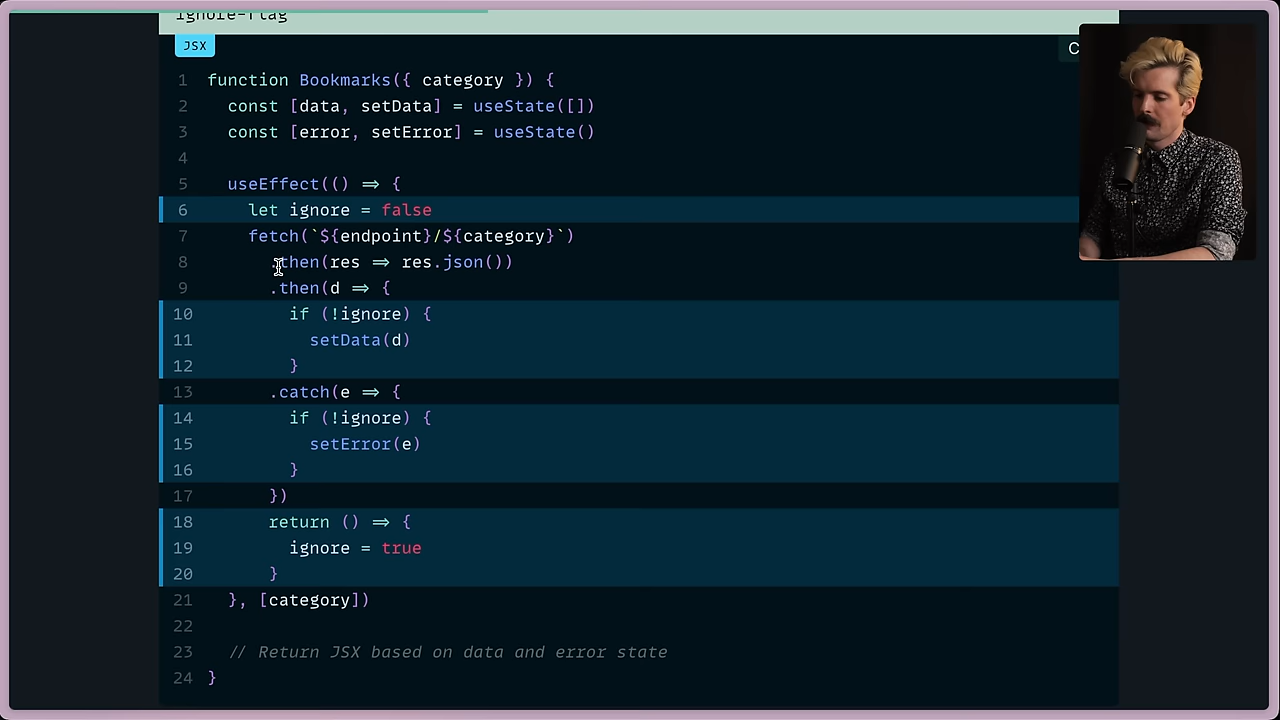 ignore-flag
JSX
C
1 function Bookmarks({ category }) {
2 const [data, setData] = useState([])
3 const [error, setError] = useState()
4
5 useEffect(() => {
6 let ignore = false
7 fetch(`${endpoint}/${category}`)
8 .then(res => res.json())
9 .then(d => {
10 if (!ignore) {
11 setData(d)
12 }
13 .catch(e => {
14 if (!ignore) {
15 setError(e)
16 }
17 })
18 return () => {
19 ignore = true
20 }
21 }, [category])
22
23 // Return JSX based on data and error state
24 }